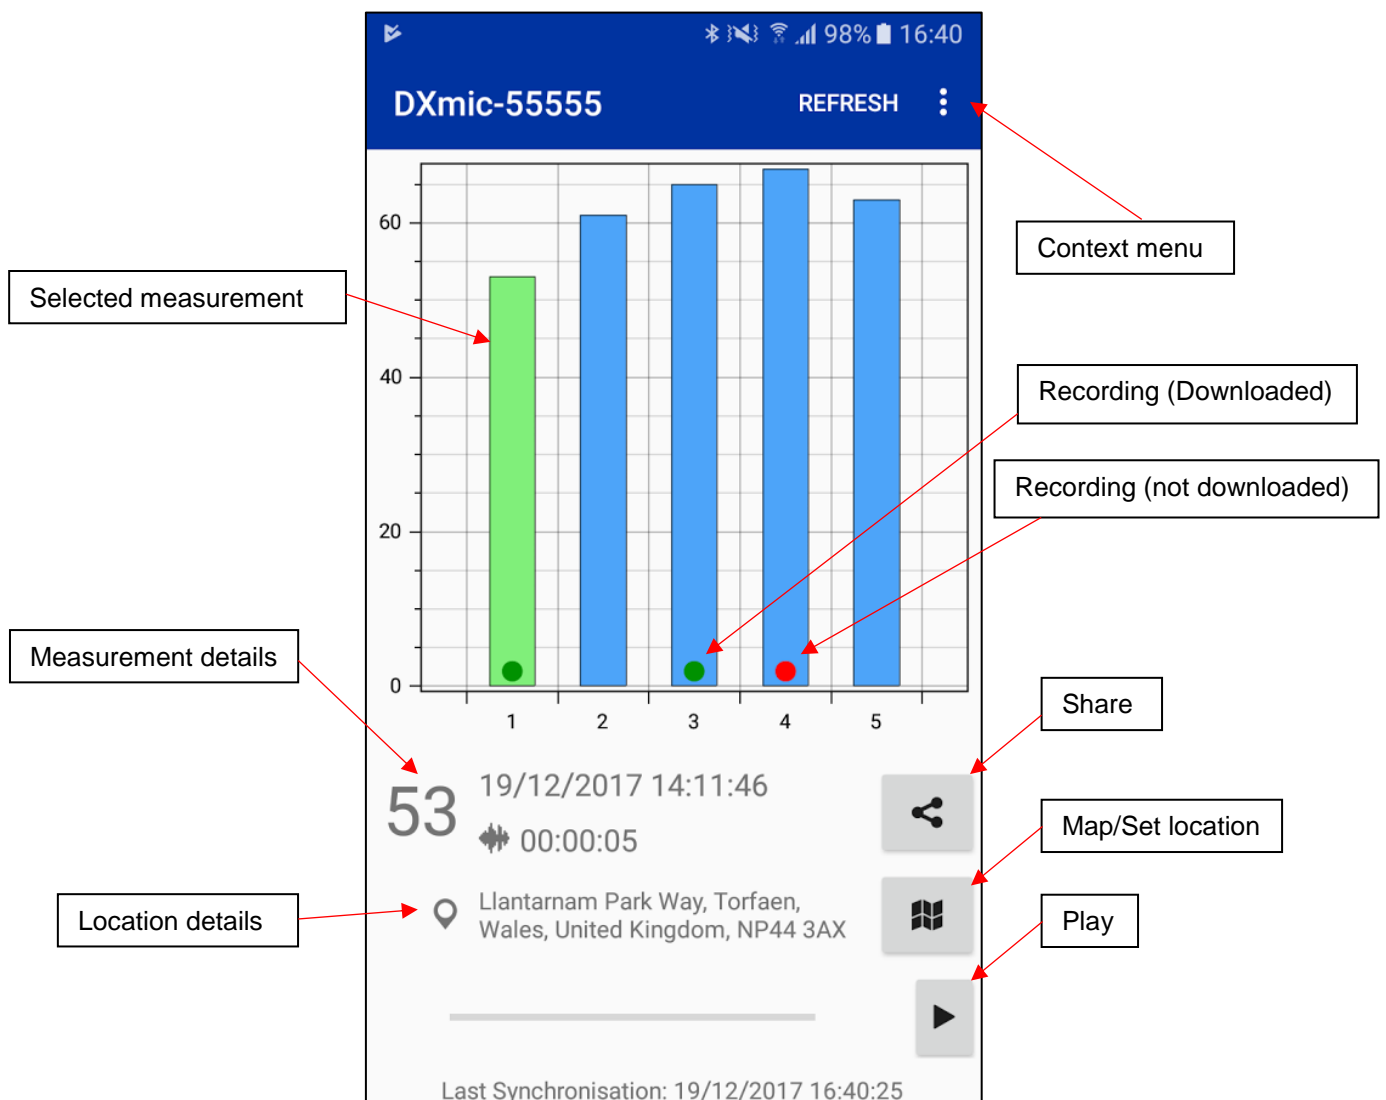 98% 16:40
DXmic-55555 REFRESH
60
40
20
0
1 2 3 4 5
53
19/12/2017 14:11:46
00:00:05
Llantarnam Park Way, Torfaen,
Wales, United Kingdom, NP44 3AX
Last Synchronisation: 19/12/2017 16:40:25
Selected measurement
Measurement details
Location details
Context menu
Recording (Downloaded)
Recording (not downloaded)
Share
Map/Set location
Play